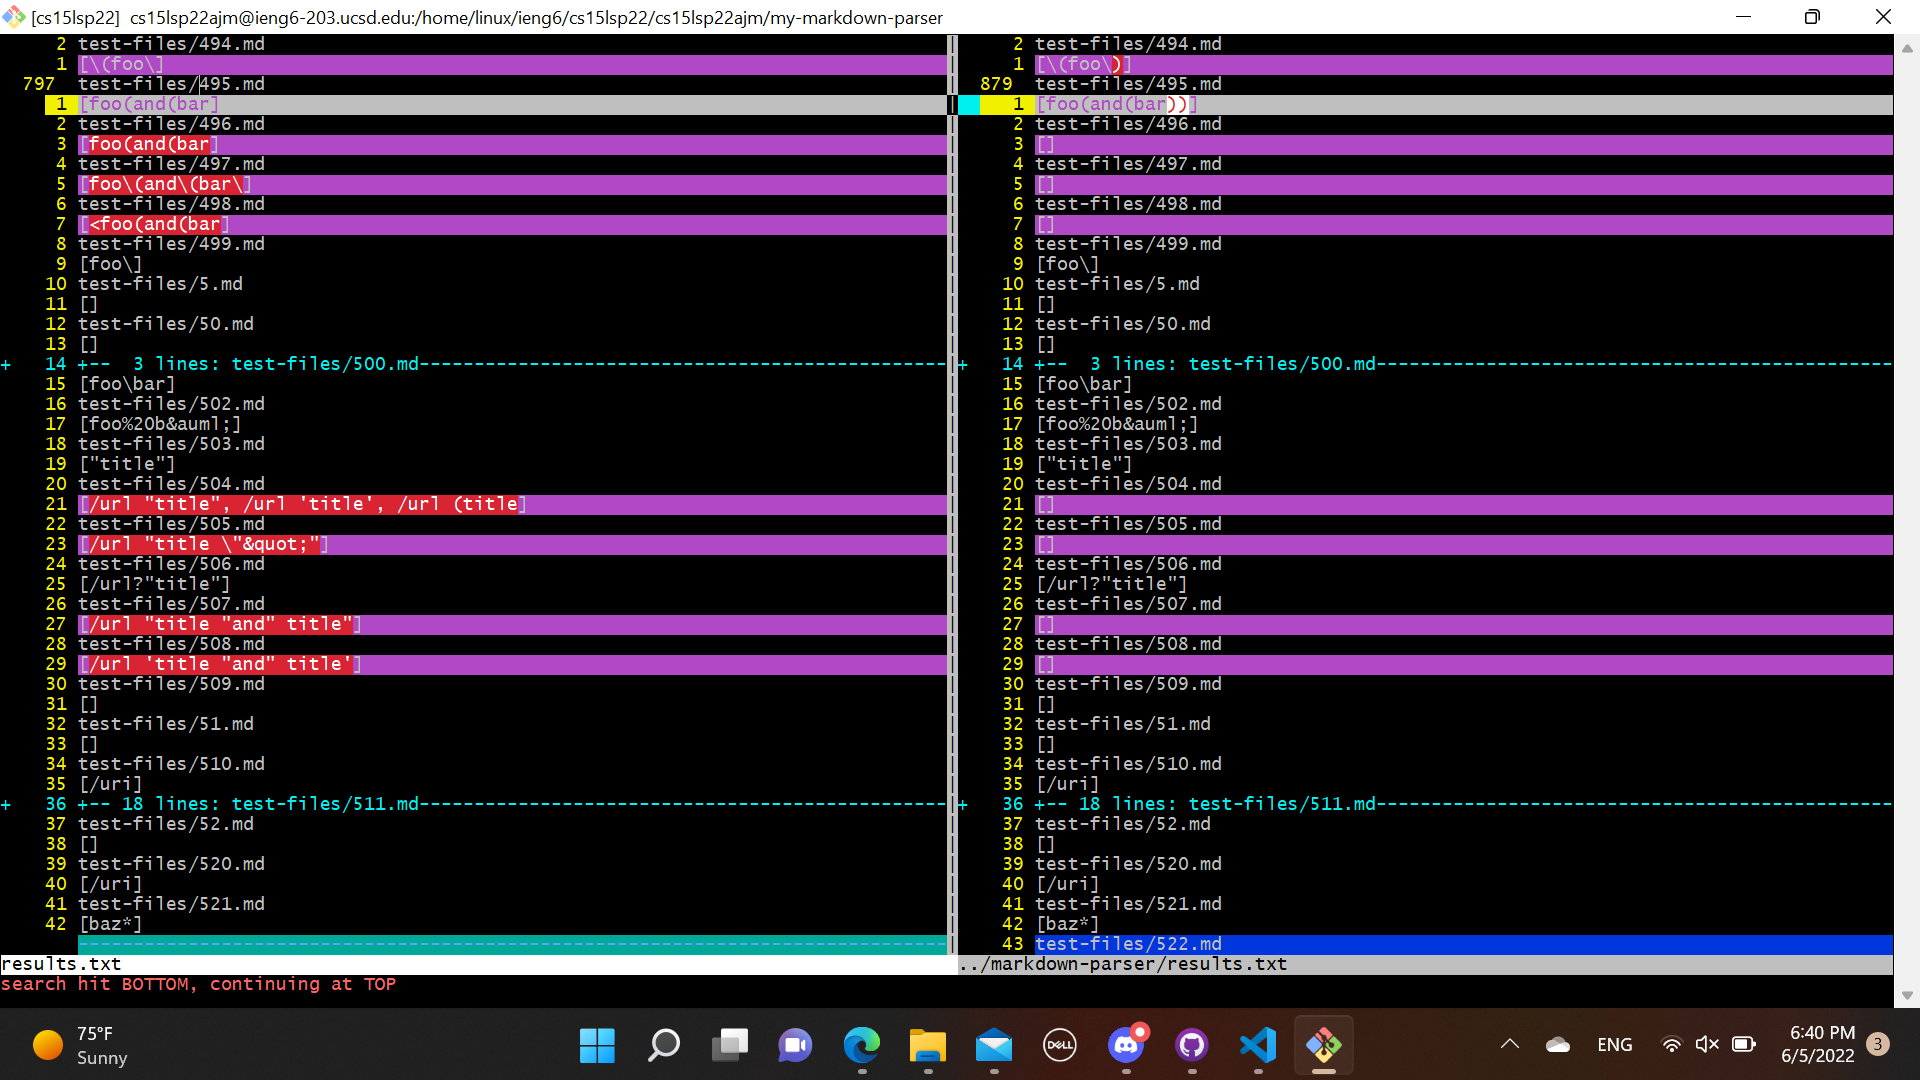 [cs15lsp22] cs15lsp22ajm@ieng6-203.ucsd.edu:/home/linux/ieng6/cs15lsp22/cs15lsp22ajm/my-markdown-parser
2 test-files/494.md
1 [\(foo\]
797 test-files/495.md
1 [foo(and(bar]
2 test-files/496.md
3 [foo(and(bar]
4 test-files/497.md
5 [foo\(and\(bar\]
6 test-files/498.md
7 [<foo(and(bar]
8 test-files/499.md
9 [foo\]
10 test-files/5.md
11 []
12 test-files/50.md
13 []
+ 14 +-- 3 lines: test-files/500.md-----------------------------------------------
15 [foo\bar]
16 test-files/502.md
17 [foo%20b&auml;]
18 test-files/503.md
19 ["title"]
20 test-files/504.md
21 [/url "title", /url 'title', /url (title]
22 test-files/505.md
23 [/url "title \"&quot;"]
24 test-files/506.md
25 [/url?"title"]
26 test-files/507.md
27 [/url "title "and" title"]
28 test-files/508.md
29 [/url 'title "and" title']
30 test-files/509.md
31 []
32 test-files/51.md
33 []
34 test-files/510.md
35 [/uri]
+ 36 +-- 18 lines: test-files/511.md-----------------------------------------------
37 test-files/52.md
38 []
39 test-files/520.md
40 [/uri]
41 test-files/521.md
42 [baz*]
-------------------------------------------------------------------------------
results.txt
2 test-files/494.md
1 [\(foo\)]
879 test-files/495.md
1 [foo(and(bar))]
2 test-files/496.md
3 []
4 test-files/497.md
5 []
6 test-files/498.md
7 []
8 test-files/499.md
9 [foo\]
10 test-files/5.md
11 []
12 test-files/50.md
13 []
+ 14 +-- 3 lines: test-files/500.md-----------------------------------------------
15 [foo\bar]
16 test-files/502.md
17 [foo%20b&auml;]
18 test-files/503.md
19 ["title"]
20 test-files/504.md
21 []
22 test-files/505.md
23 []
24 test-files/506.md
25 [/url?"title"]
26 test-files/507.md
27 []
28 test-files/508.md
29 []
30 test-files/509.md
31 []
32 test-files/51.md
33 []
34 test-files/510.md
35 [/uri]
+ 36 +-- 18 lines: test-files/511.md-----------------------------------------------
37 test-files/52.md
38 []
39 test-files/520.md
40 [/uri]
41 test-files/521.md
42 [baz*]
43 test-files/522.md
../markdown-parser/results.txt
search hit BOTTOM, continuing at TOP
75°F
Sunny
DELL
ENG
6:40 PM
6/5/2022
3